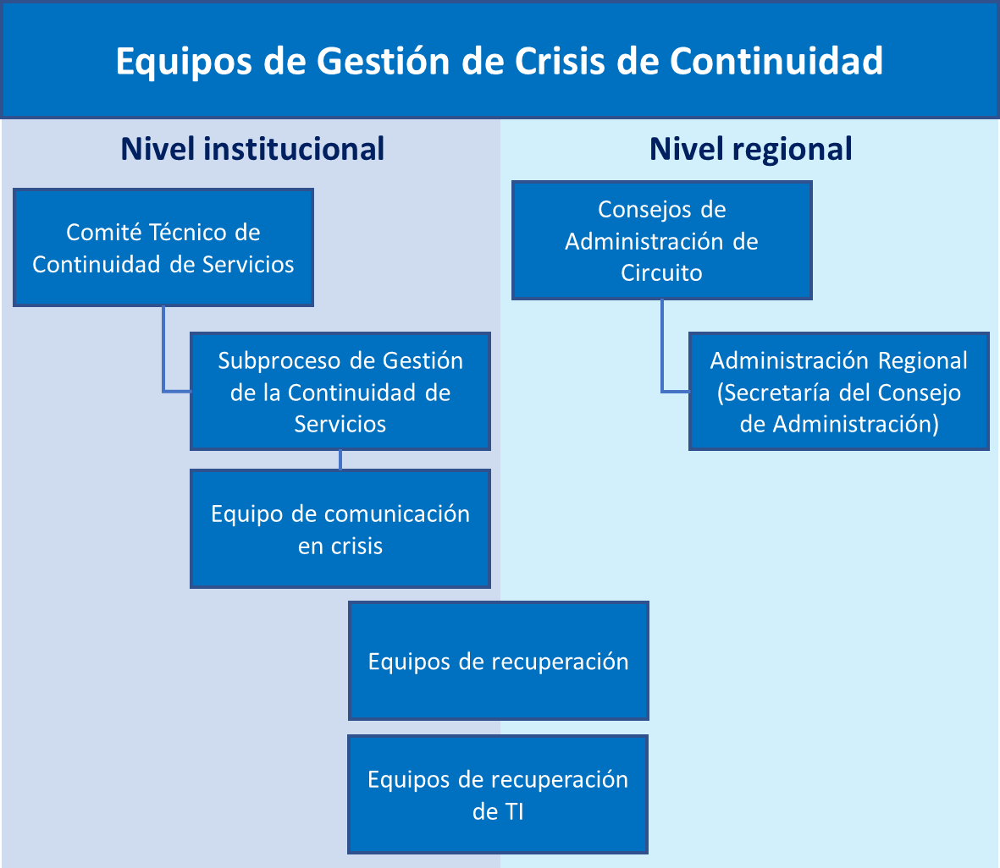 Equipos de Gestión de Crisis de Continuidad
Nivel institucional
Comité Técnico de
Continuidad de Servicios
Subproceso de Gestión
de la Continuidad de
Servicios
Equipo de comunicación
en crisis
Nivel regional
Consejos de
Administración de
Circuito
Administración Regional
(Secretaría del Consejo
de Administración)
Equipos de recuperación
Equipos de recuperación
de TI